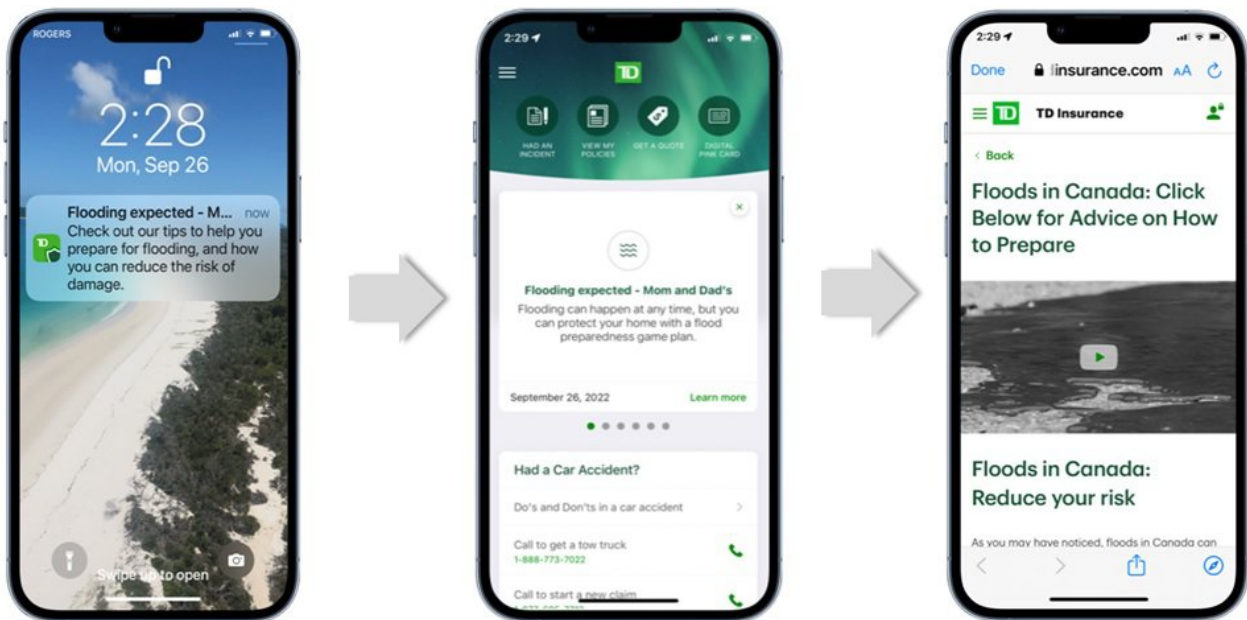 ROGERS
2:28
Mon, Sep 26
Flooding expected - M... now
Check out our tips to help you
prepare for flooding, and how
you can reduce the risk of
damage.
Swipe up to open
2:29
TD
HAD AN
INCIDENT
VIEW MY
POLICIES
GET A QUOTE
DIGITAL
PINK CARD
Flooding expected - Mom and Dad's
Flooding can happen at any time, but you
can protect your home with a flood
preparedness game plan.
September 26, 2022 Learn more
Had a Car Accident?
Do's and Don'ts in a car accident
Call to get a tow truck
1-888-773-7022
Call to start a new claim
2:29
Done insurance.com AA
TD TD Insurance
< Back
Floods in Canada: Click
Below for Advice on How
to Prepare
Floods in Canada:
Reduce your risk
As you may have noticed, floods in Canada can